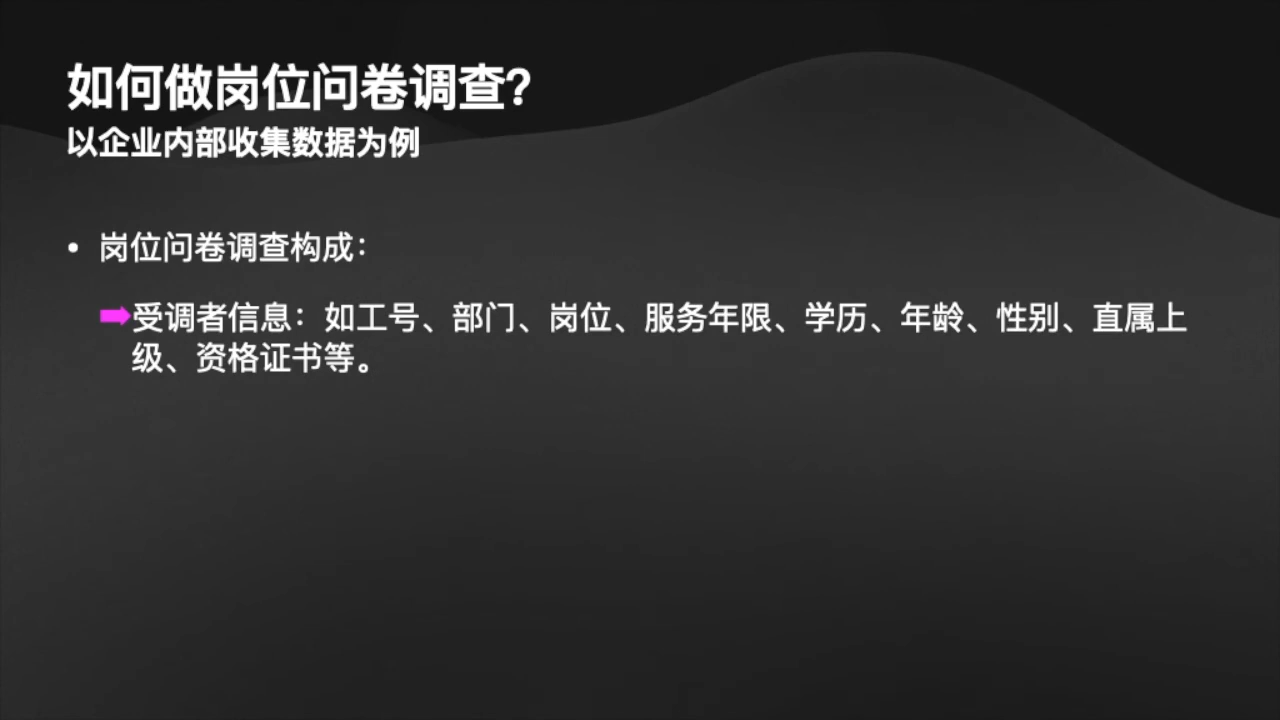 如何做岗位问卷调查？
以企业内部收集数据为例
• 岗位问卷调查构成：
➡受调者信息：如工号、部门、岗位、服务年限、学历、年龄、性别、直属上
级、资格证书等。